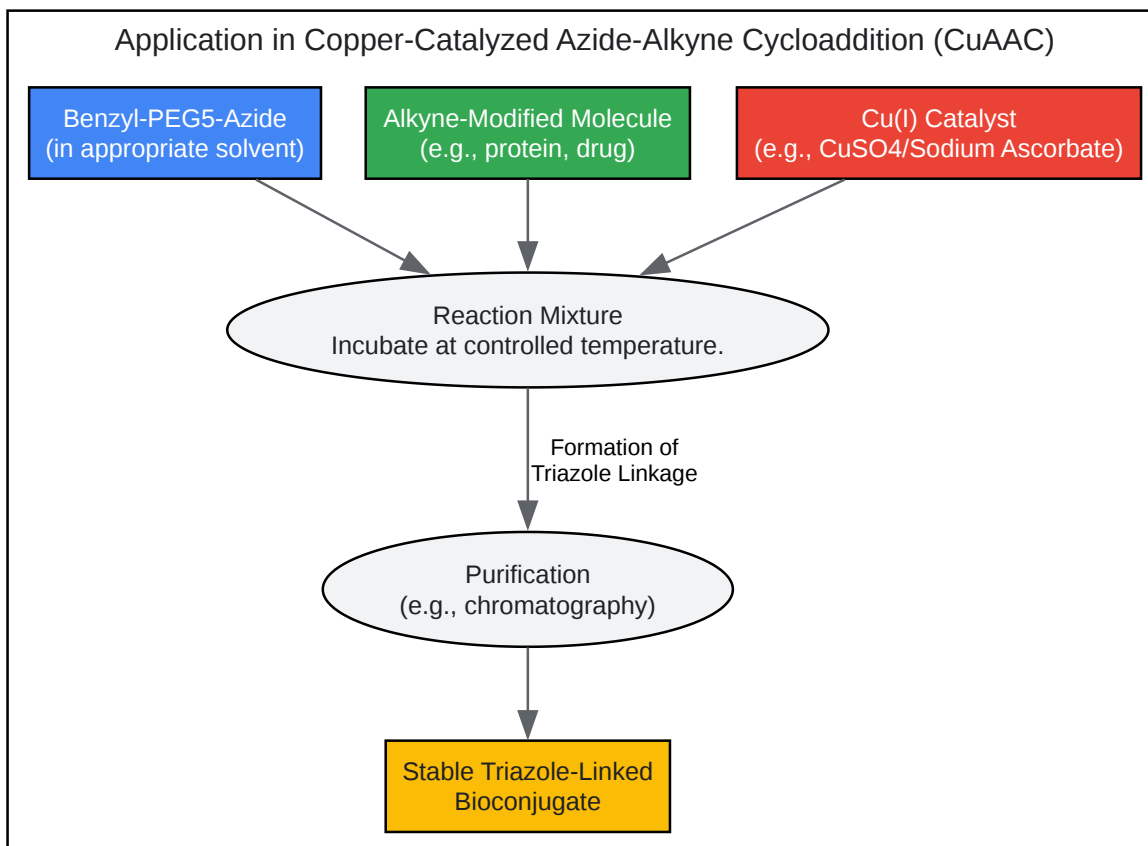 Application in Copper-Catalyzed Azide-Alkyne Cycloaddition (CuAAC)
Benzyl-PEG5-Azide
(in appropriate solvent)
Alkyne-Modified Molecule
(e.g., protein, drug)
Cu(I) Catalyst
(e.g., CuSO4/Sodium Ascorbate)
Reaction Mixture
Incubate at controlled temperature.
Formation of
Triazole Linkage
Purification
(e.g., chromatography)
Stable Triazole-Linked
Bioconjugate